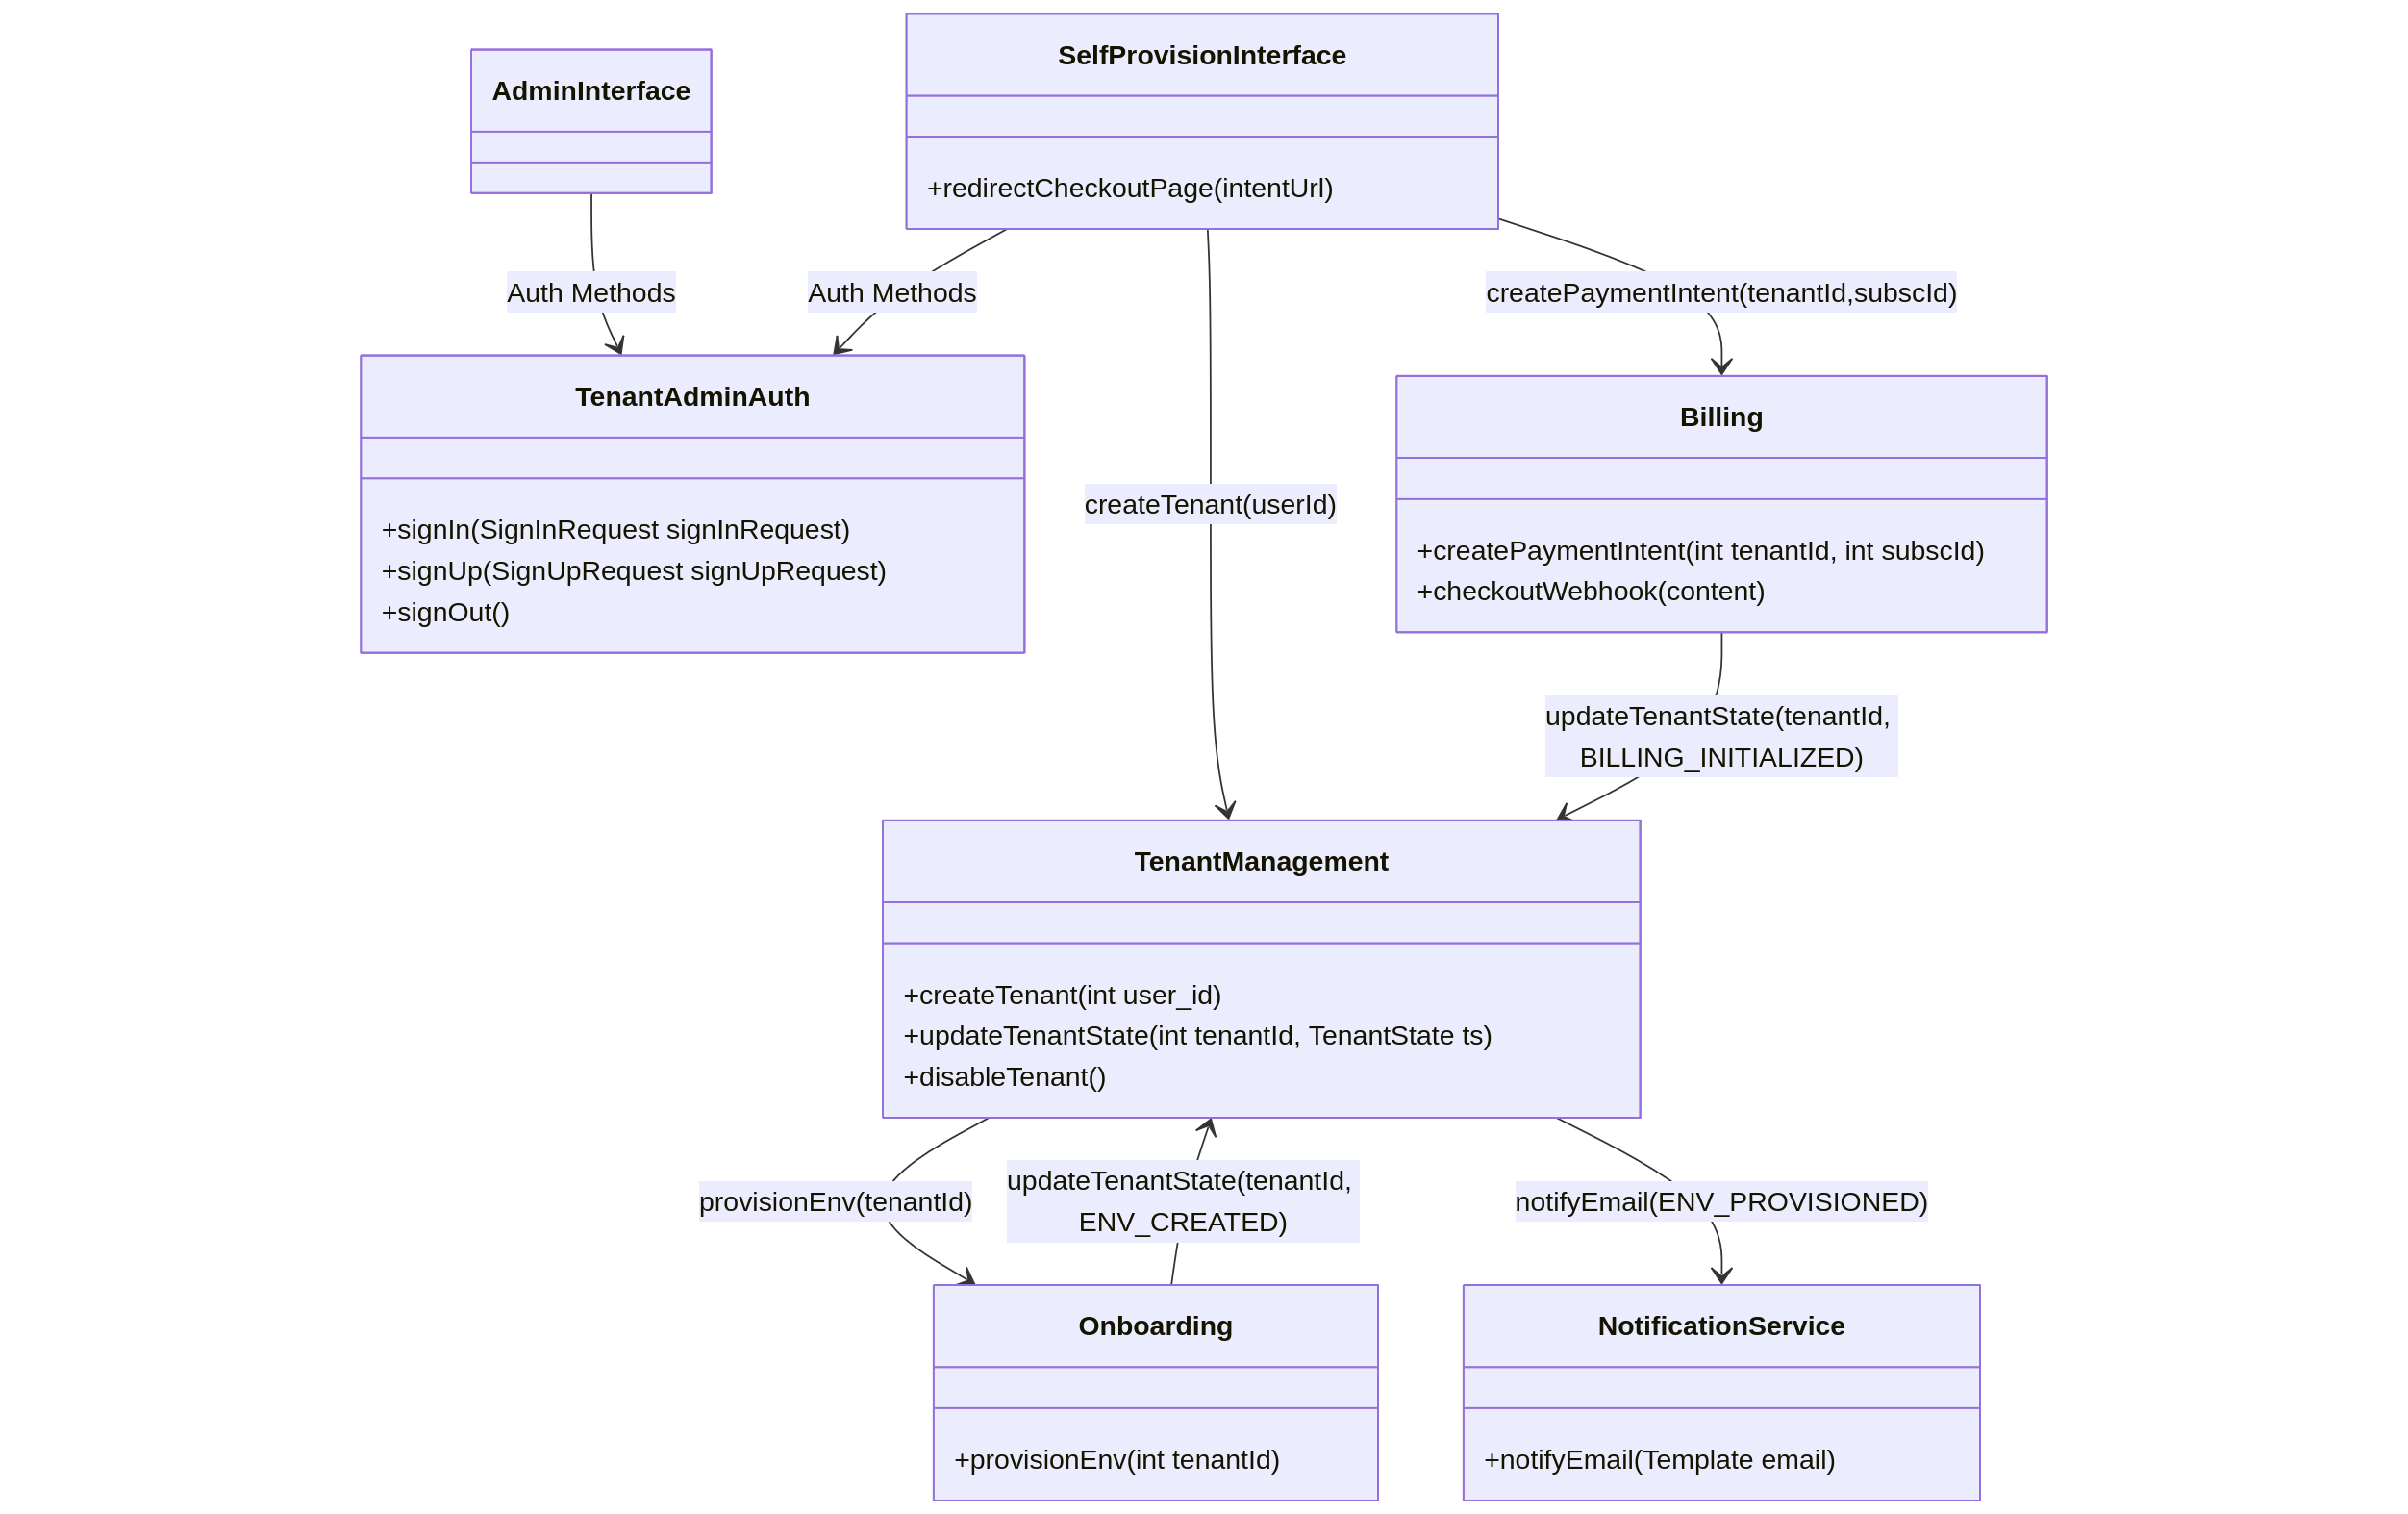 AdminInterface
SelfProvisionInterface
+redirectCheckoutPage(intentUrl)
Auth Methods
Auth Methods
createPaymentIntent(tenantId,subscId)
TenantAdminAuth
+signIn(SignInRequest signInRequest)
+signUp(SignUpRequest signUpRequest)
+signOut()
createTenant(userId)
Billing
+createPaymentIntent(int tenantId, int subscId)
+checkoutWebhook(content)
updateTenantState(tenantId,
BILLING_INITIALIZED)
TenantManagement
+createTenant(int user_id)
+updateTenantState(int tenantId, TenantState ts)
+disableTenant()
provisionEnv(tenantId)
updateTenantState(tenantId,
ENV_CREATED)
notifyEmail(ENV_PROVISIONED)
Onboarding
+provisionEnv(int tenantId)
NotificationService
+notifyEmail(Template email)